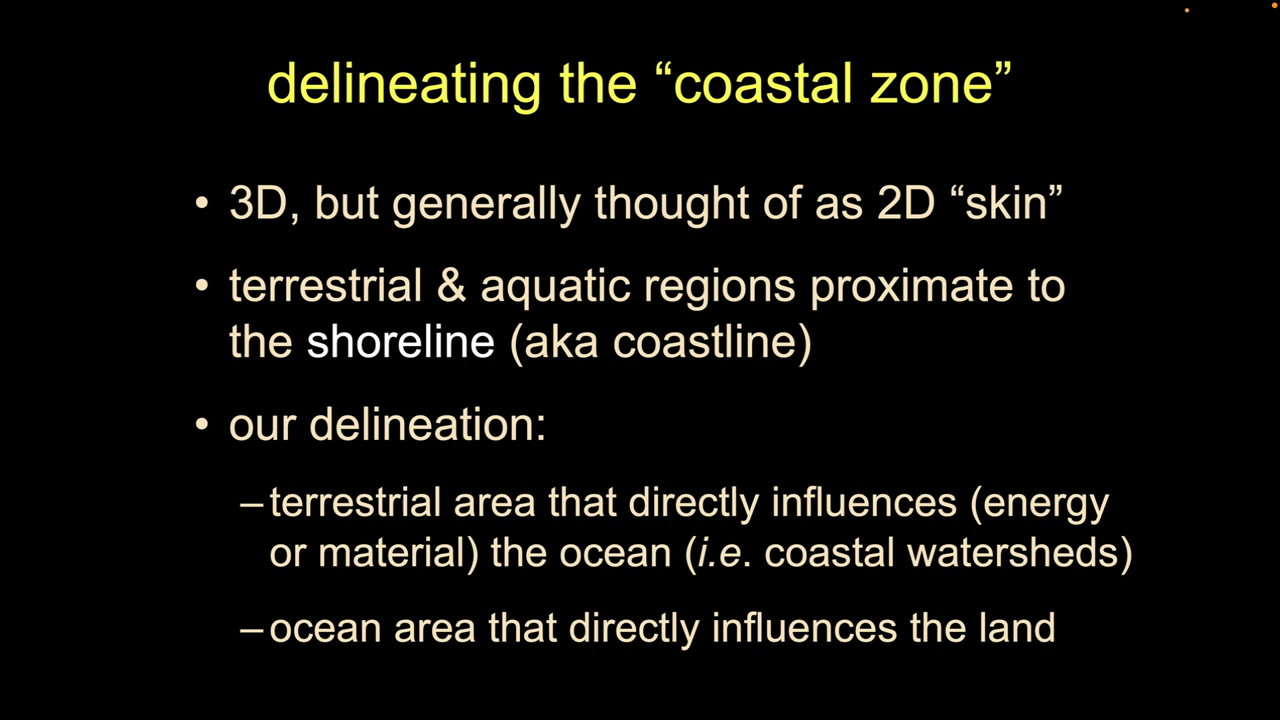 delineating the “coastal zone”
• 3D, but generally thought of as 2D “skin”
• terrestrial & aquatic regions proximate to
the shoreline (aka coastline)
• our delineation:
–terrestrial area that directly influences (energy
or material) the ocean (i.e. coastal watersheds)
–ocean area that directly influences the land